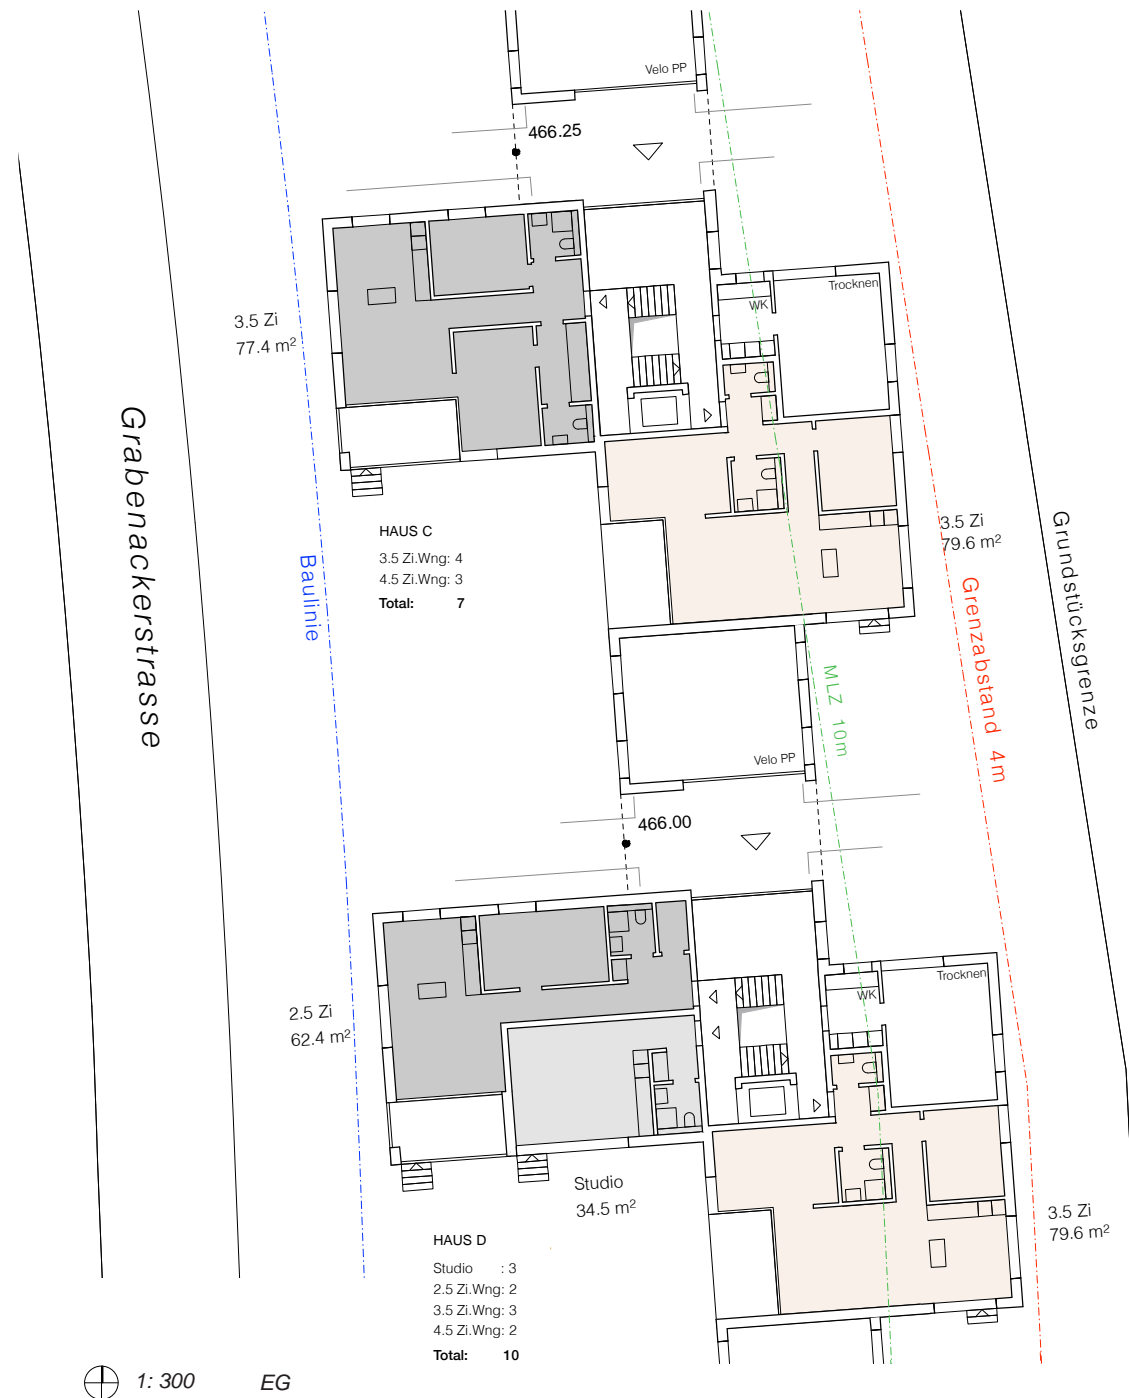 Velo PP
466.25
Trocknen
WK
3.5 Zi
77.4 m²
Grabenackerstrasse
Baulinie
HAUS C
3.5 Zi.Wng: 4
4.5 Zi.Wng: 3
Total: 7
3.5 Zi
79.6 m²
Grundstücksgrenze
Grenzabstand 4m
MLZ 10m
Velo PP
466.00
Trocknen
WK
2.5 Zi
62.4 m²
Studio
34.5 m²
3.5 Zi
79.6 m²
HAUS D
Studio : 3
2.5 Zi.Wng: 2
3.5 Zi.Wng: 3
4.5 Zi.Wng: 2
Total: 10
1: 300 EG